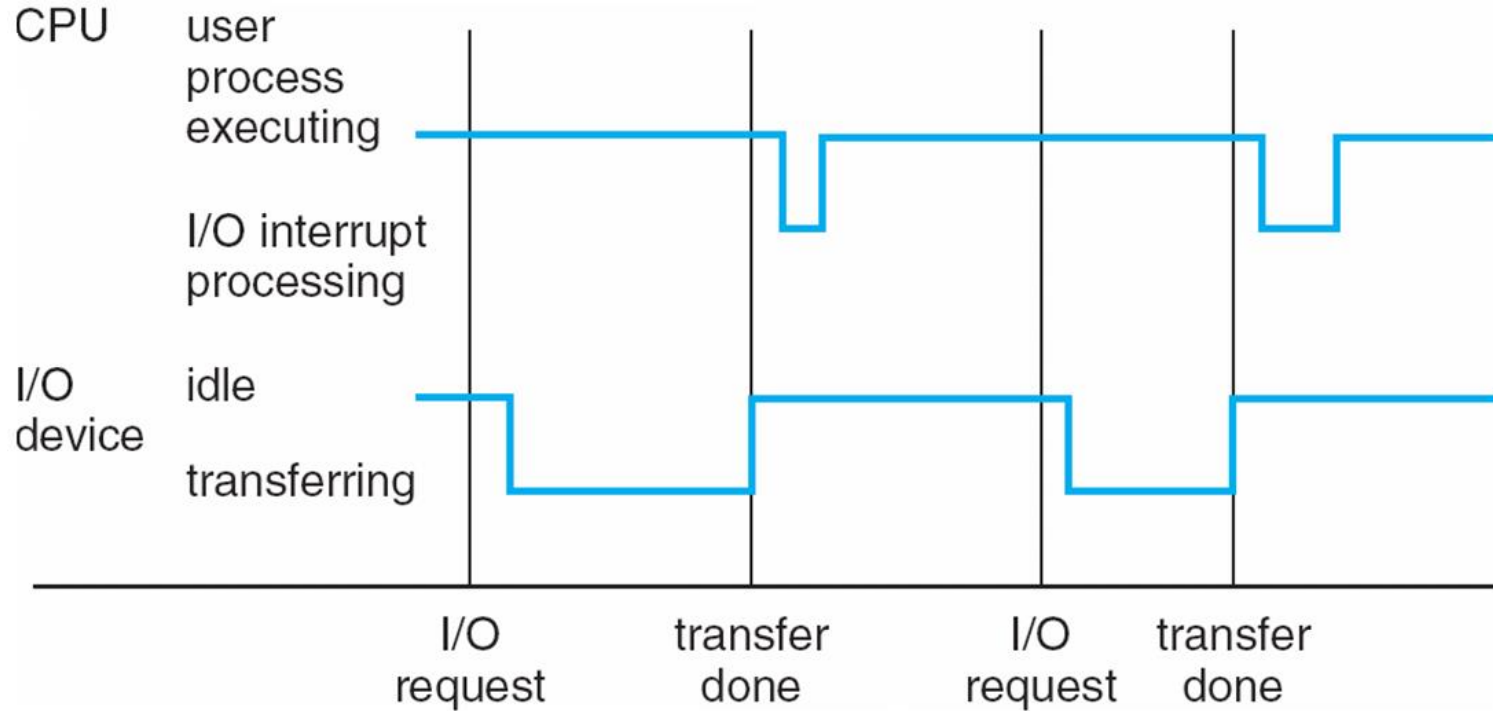 CPU user
process
executing
I/O interrupt
processing
I/O idle
device
transferring
I/O transfer I/O transfer
request done request done